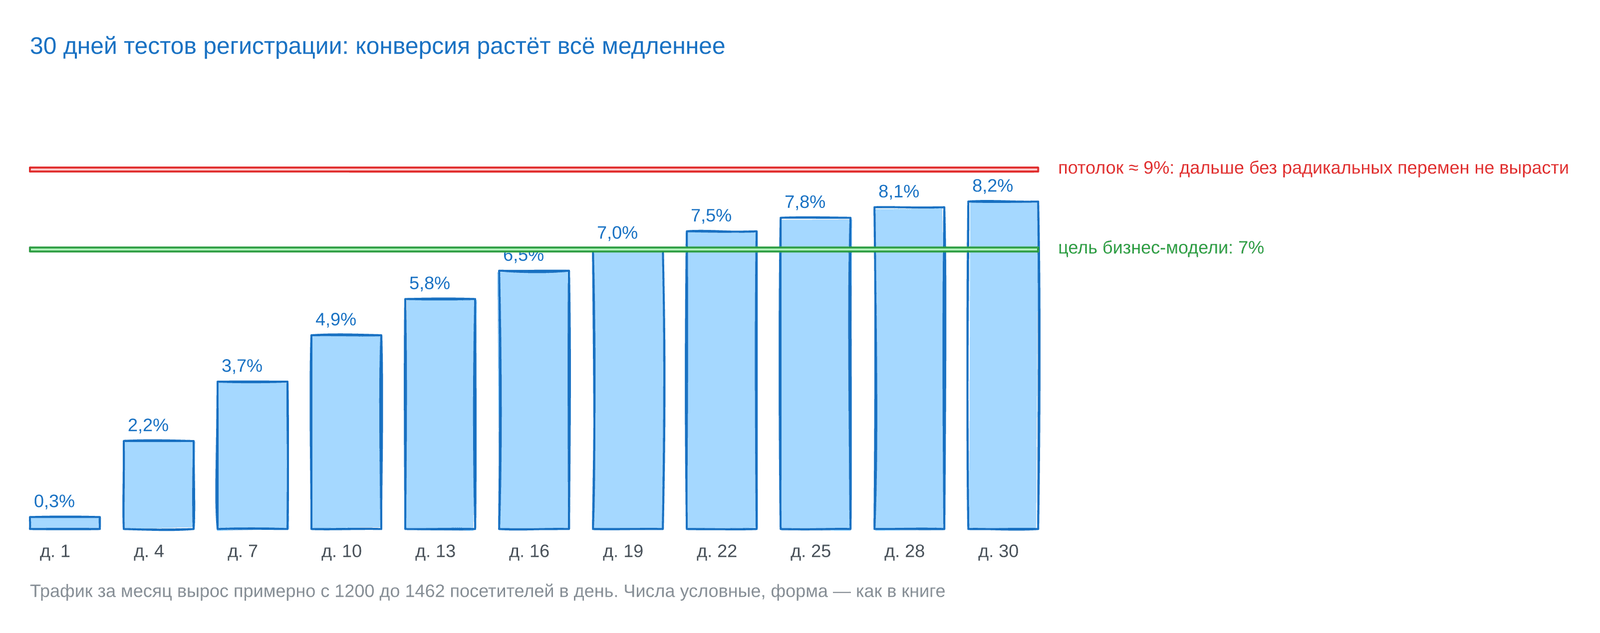 30 дней тестов регистрации: конверсия растёт всё медленнее
потолок ≈ 9%: дальше без радикальных перемен не вырасти
8,2%
8,1%
7,8%
7,5%
7,0%
цель бизнес-модели: 7%
6,5%
5,8%
4,9%
3,7%
2,2%
0,3%
д. 1 д. 4 д. 7 д. 10 д. 13 д. 16 д. 19 д. 22 д. 25 д. 28 д. 30
Трафик за месяц вырос примерно с 1200 до 1462 посетителей в день. Числа условные, форма — как в книге